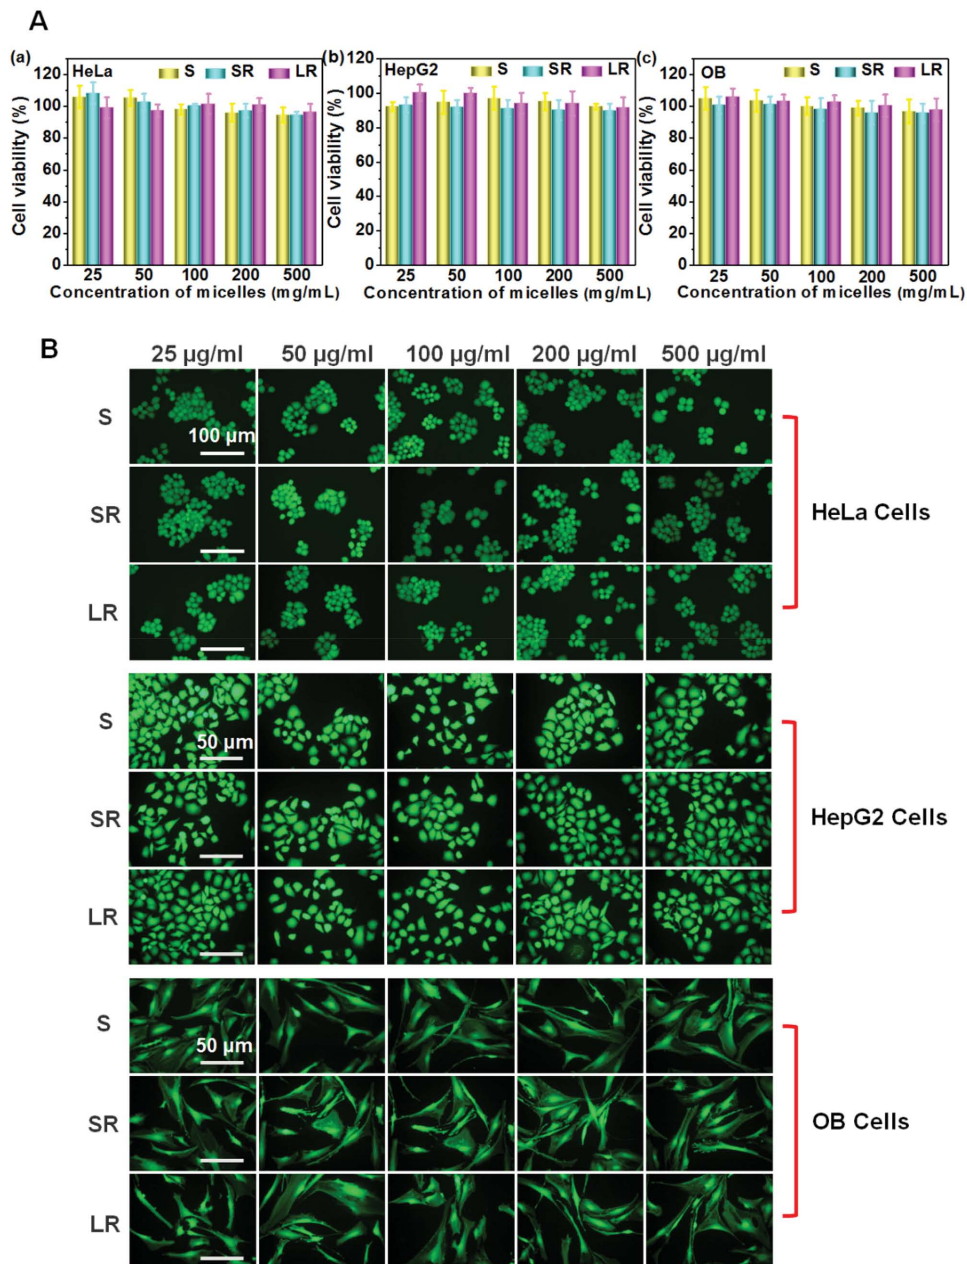 A
(a) HeLa S SR LR
(b) HepG2 S SR LR
(c) OB S SR LR
Cell viability (%)
120
100
80
60
40
20
0
25 50 100 200 500
Concentration of micelles (mg/mL)
Cell viability (%)
120
100
80
60
40
20
0
25 50 100 200 500
Concentration of micelles (mg/mL)
Cell viability (%)
120
100
80
60
40
20
0
25 50 100 200 500
Concentration of micelles (mg/mL)
B
25 µg/ml 50 µg/ml 100 µg/ml 200 µg/ml 500 µg/ml
S
100 µm
SR
HeLa Cells
LR
S
50 µm
SR
HepG2 Cells
LR
S
50 µm
SR
OB Cells
LR